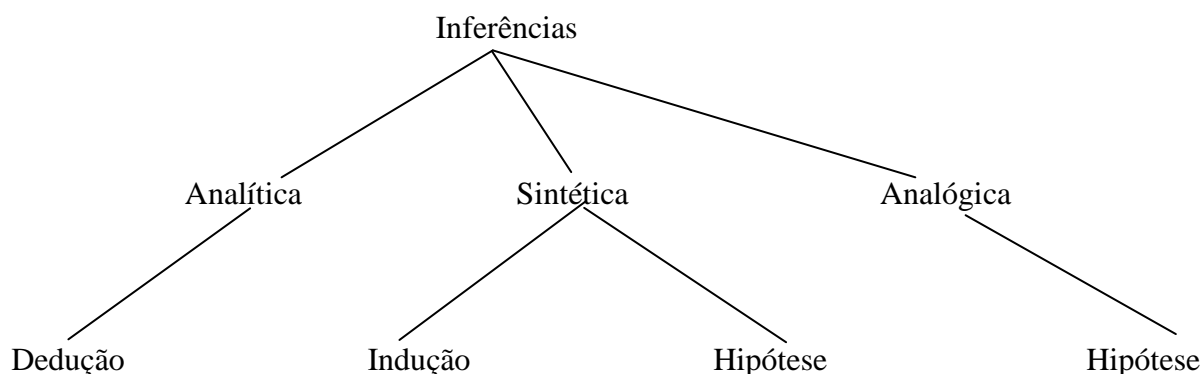 Inferências
Analítica Sintética Analógica
Dedução Indução Hipótese Hipótese